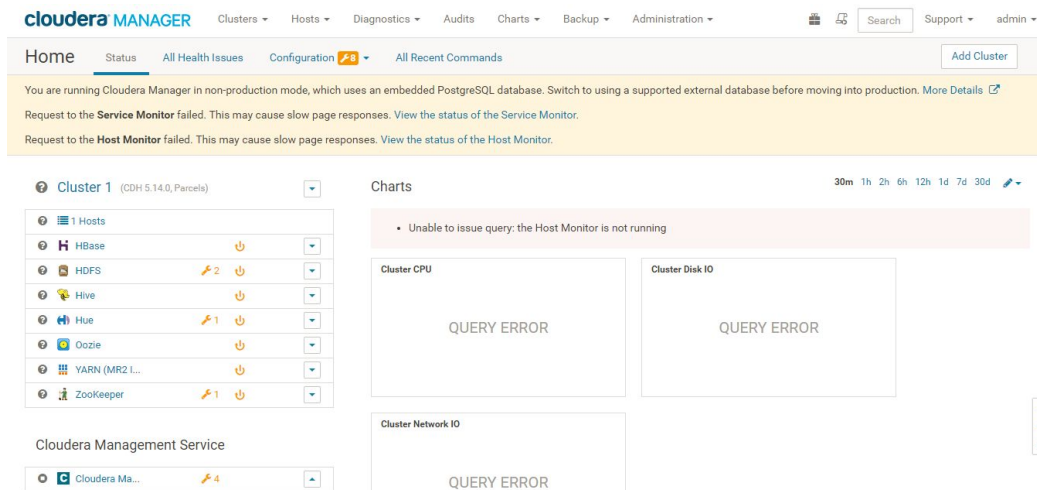 cloudera MANAGER Clusters Hosts Diagnostics Audits Charts Backup Administration Search Support admin
Home Status All Health Issues Configuration 8 All Recent Commands Add Cluster
You are running Cloudera Manager in non-production mode, which uses an embedded PostgreSQL database. Switch to using a supported external database before moving into production. More Details
Request to the Service Monitor failed. This may cause slow page responses. View the status of the Service Monitor.
Request to the Host Monitor failed. This may cause slow page responses. View the status of the Host Monitor.
Cluster 1 (CDH 5.14.0, Parcels)
1 Hosts
HBase
HDFS 2
Hive
Hue 1
Oozie
YARN (MR2 I...
ZooKeeper 1
Cloudera Management Service
C Cloudera Ma... 4
Charts 30m 1h 2h 6h 12h 1d 7d 30d
Unable to issue query: the Host Monitor is not running
Cluster CPU
QUERY ERROR
Cluster Disk IO
QUERY ERROR
Cluster Network IO
QUERY ERROR